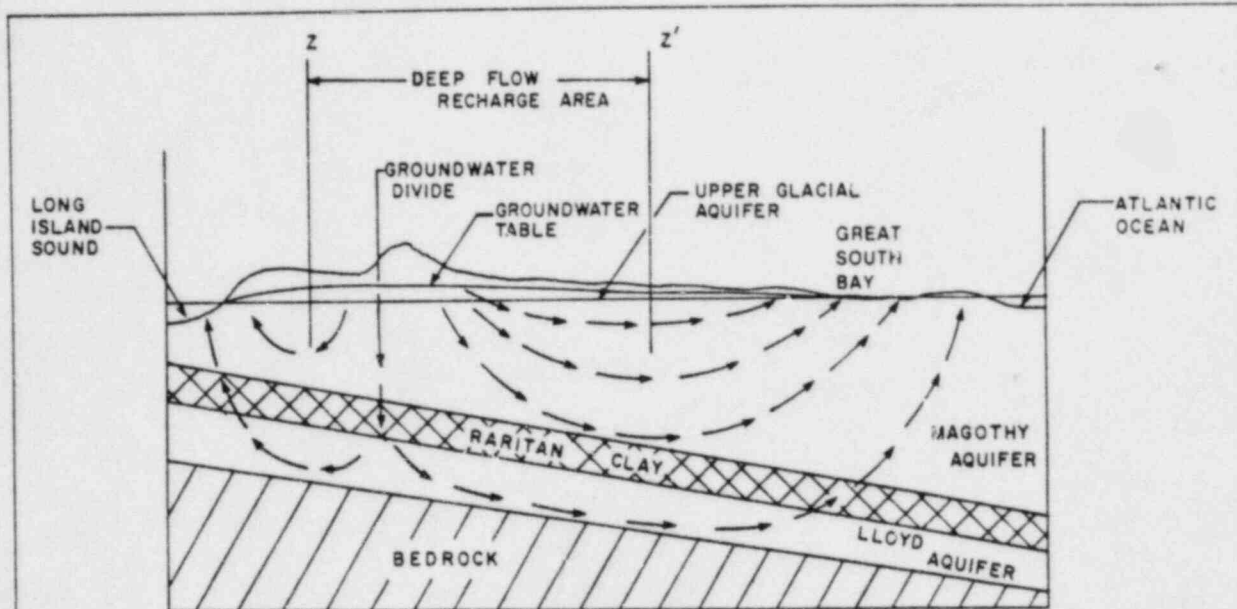 Z
Z'
DEEP FLOW
RECHARGE AREA
GROUNDWATER
DIVIDE
GROUNDWATER
TABLE
UPPER GLACIAL
AQUIFER
LONG
ISLAND
SOUND
GREAT
SOUTH
BAY
ATLANTIC
OCEAN
RARITAN
CLAY
MAGOTHY
AQUIFER
LLOYD
AQUIFER
BEDROCK